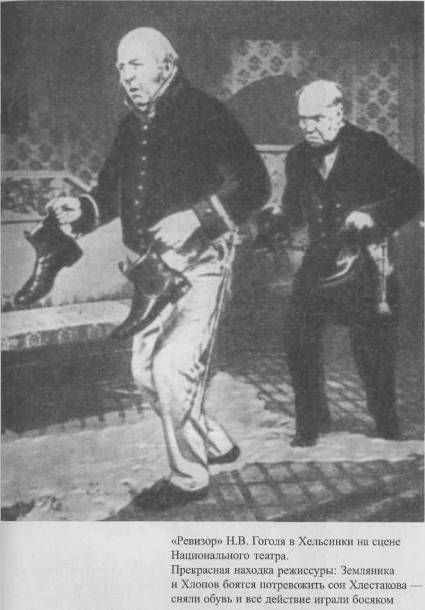 «Ревизор» Н.В. Гоголя в Хельсинки на сцене
Национального театра.
Прекрасная находка режиссуры: Земляника
и Хлопов боятся потревожить сон Хлестакова —
сняли обувь и все действие играли босяком